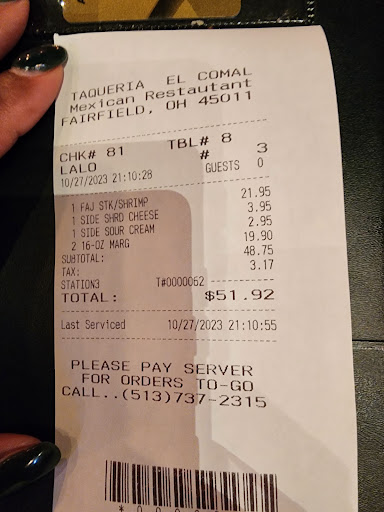 TAQUERIA EL COMAL
Mexican Restautant
FAIRFIELD, OH 45011
CHK# 81 TBL# 8
LALO # 3
10/27/2023 21:10:28 GUESTS 0
1 FAJ STK/SHRIMP 21.95
1 SIDE SHRD CHEESE 3.95
1 SIDE SOUR CREAM 2.95
2 16-OZ MARG 19.90
SUBTOTAL: 48.75
TAX: 3.17
STATION3 T#0000062
TOTAL: $51.92
Last Serviced 10/27/2023 21:10:55
PLEASE PAY SERVER
FOR ORDERS TO-GO
CALL..(513)737-2315